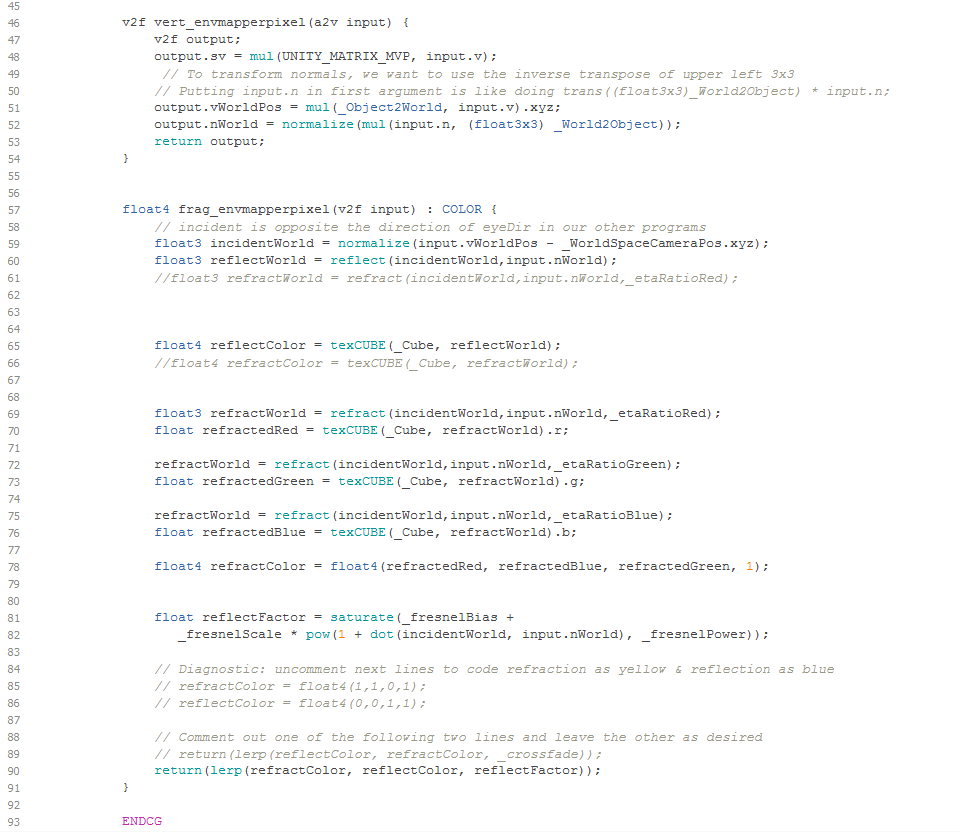 45
46 v2f vert_envmapperpixel(a2v input) {
47 v2f output;
48 output.sv = mul(UNITY_MATRIX_MVP, input.v);
49 // To transform normals, we want to use the inverse transpose of upper left 3x3
50 // Putting input.n in first argument is like doing trans((float3x3)_World2Object) * input.n;
51 output.vWorldPos = mul(_Object2World, input.v).xyz;
52 output.nWorld = normalize(mul(input.n, (float3x3) _World2Object));
53 return output;
54 }
55
56
57 float4 frag_envmapperpixel(v2f input) : COLOR {
58 // incident is opposite the direction of eyeDir in our other programs
59 float3 incidentWorld = normalize(input.vWorldPos - _WorldSpaceCameraPos.xyz);
60 float3 reflectWorld = reflect(incidentWorld,input.nWorld);
61 //float3 refractWorld = refract(incidentWorld,input.nWorld,_etaRatioRed);
62
63
64
65 float4 reflectColor = texCUBE(_Cube, reflectWorld);
66 //float4 refractColor = texCUBE(_Cube, refractWorld);
67
68
69 float3 refractWorld = refract(incidentWorld,input.nWorld,_etaRatioRed);
70 float refractedRed = texCUBE(_Cube, refractWorld).r;
71
72 refractWorld = refract(incidentWorld,input.nWorld,_etaRatioGreen);
73 float refractedGreen = texCUBE(_Cube, refractWorld).g;
74
75 refractWorld = refract(incidentWorld,input.nWorld,_etaRatioBlue);
76 float refractedBlue = texCUBE(_Cube, refractWorld).b;
77
78 float4 refractColor = float4(refractedRed, refractedBlue, refractedGreen, 1);
79
80
81 float reflectFactor = saturate(_fresnelBias +
82 _fresnelScale * pow(1 + dot(incidentWorld, input.nWorld), _fresnelPower));
83
84 // Diagnostic: uncomment next lines to code refraction as yellow & reflection as blue
85 // refractColor = float4(1,1,0,1);
86 // reflectColor = float4(0,0,1,1);
87
88 // Comment out one of the following two lines and leave the other as desired
89 // return(lerp(reflectColor, refractColor, _crossfade));
90 return(lerp(refractColor, reflectColor, reflectFactor));
91 }
92
93 ENDCG